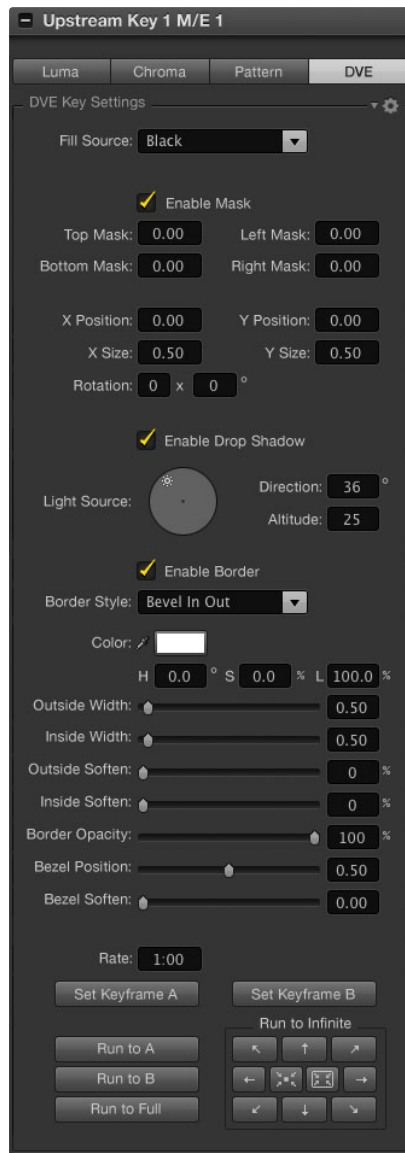 Upstream Key 1 M/E 1
Luma Chroma Pattern DVE
DVE Key Settings
Fill Source: Black
Enable Mask
Top Mask: 0.00 Left Mask: 0.00
Bottom Mask: 0.00 Right Mask: 0.00
X Position: 0.00 Y Position: 0.00
X Size: 0.50 Y Size: 0.50
Rotation: 0 x 0 °
Enable Drop Shadow
Light Source:
Direction: 36 °
Altitude: 25
Enable Border
Border Style: Bevel In Out
Color:
H 0.0 ° S 0.0 % L 100.0 %
Outside Width: 0.50
Inside Width: 0.50
Outside Soften: 0 %
Inside Soften: 0 %
Border Opacity: 100 %
Bezel Position: 0.50
Bezel Soften: 0.00
Rate: 1:00
Set Keyframe A Set Keyframe B
Run to Infinite
Run to A
Run to B
Run to Full